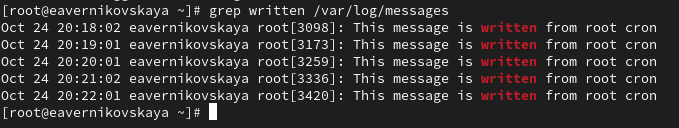 [root@eavernikovskaya ~]# grep written /var/log/messages
Oct 24 20:18:02 eavernikovskaya root[3098]: This message is written from root cron
Oct 24 20:19:01 eavernikovskaya root[3173]: This message is written from root cron
Oct 24 20:20:01 eavernikovskaya root[3259]: This message is written from root cron
Oct 24 20:21:02 eavernikovskaya root[3336]: This message is written from root cron
Oct 24 20:22:01 eavernikovskaya root[3420]: This message is written from root cron
[root@eavernikovskaya ~]#